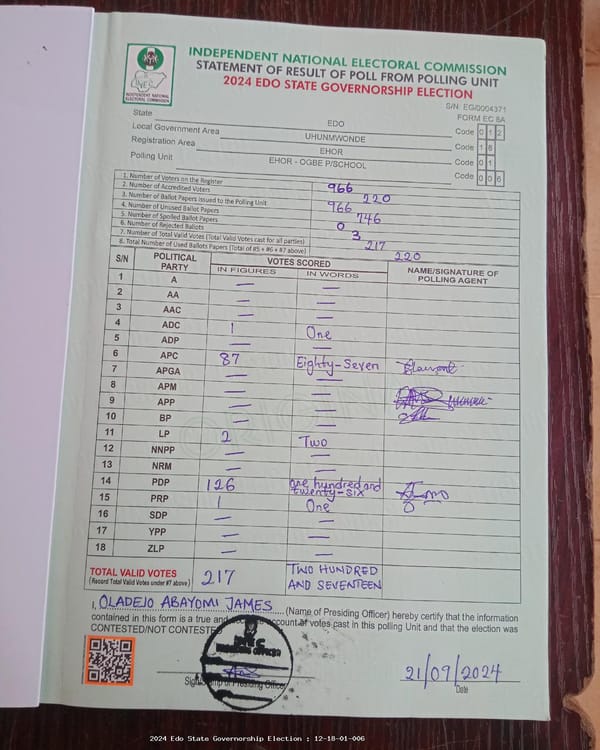 INDEPENDENT NATIONAL ELECTORAL COMMISSION
STATEMENT OF RESULT OF POLL FROM POLLING UNIT
2024 EDO STATE GOVERNORSHIP ELECTION
INEC
INDEPENDENT NATIONAL ELECTORAL COMMISSION
S/N: EG/0004371
FORM EC 8A
State EDO Code 0 1 2
Local Government Area UHUNMWONDE Code 1 8
Registration Area EHOR Code 0 1
Polling Unit EHOR - OGBE P/SCHOOL Code 0 0 6
1. Number of Voters on the Register 966
2. Number of Accredited Voters 220
3. Number of Ballot Papers Issued to the Polling Unit 966
4. Number of Unused Ballot Papers 746
5. Number of Spoiled Ballot Papers 0
6. Number of Rejected Ballots 3
7. Number of Total Valid Votes (Total Valid Votes cast for all parties) 217
8. Total Number of Used Ballots Papers (Total of #5 + #6 + #7 above) 220
S/N POLITICAL PARTY VOTES SCORED NAME/SIGNATURE OF POLLING AGENT
IN FIGURES IN WORDS
1 A — —
2 AA — —
3 AAC — —
4 ADC 1 One
5 ADP — —
6 APC 87 Eighty-Seven
7 APGA — —
8 APM — —
9 APP — —
10 BP — —
11 LP 2 Two
12 NNPP — —
13 NRM — —
14 PDP 126 one hundred and twenty-six
15 PRP 1 One
16 SDP — —
17 YPP — —
18 ZLP — —
TOTAL VALID VOTES 217 TWO HUNDRED AND SEVENTEEN
(Record Total Valid Votes under #7 above)
I, OLADEJO ABAYOMI JAMES (Name of Presiding Officer) hereby certify that the information
contained in this form is a true and account of votes cast in this polling Unit and that the election was
CONTESTED/NOT CONTESTED
INEC
PRESIDING OFFICER
of Presiding Officer
21/09/2024
Date
2024 Edo State Governorship Election : 12-18-01-006